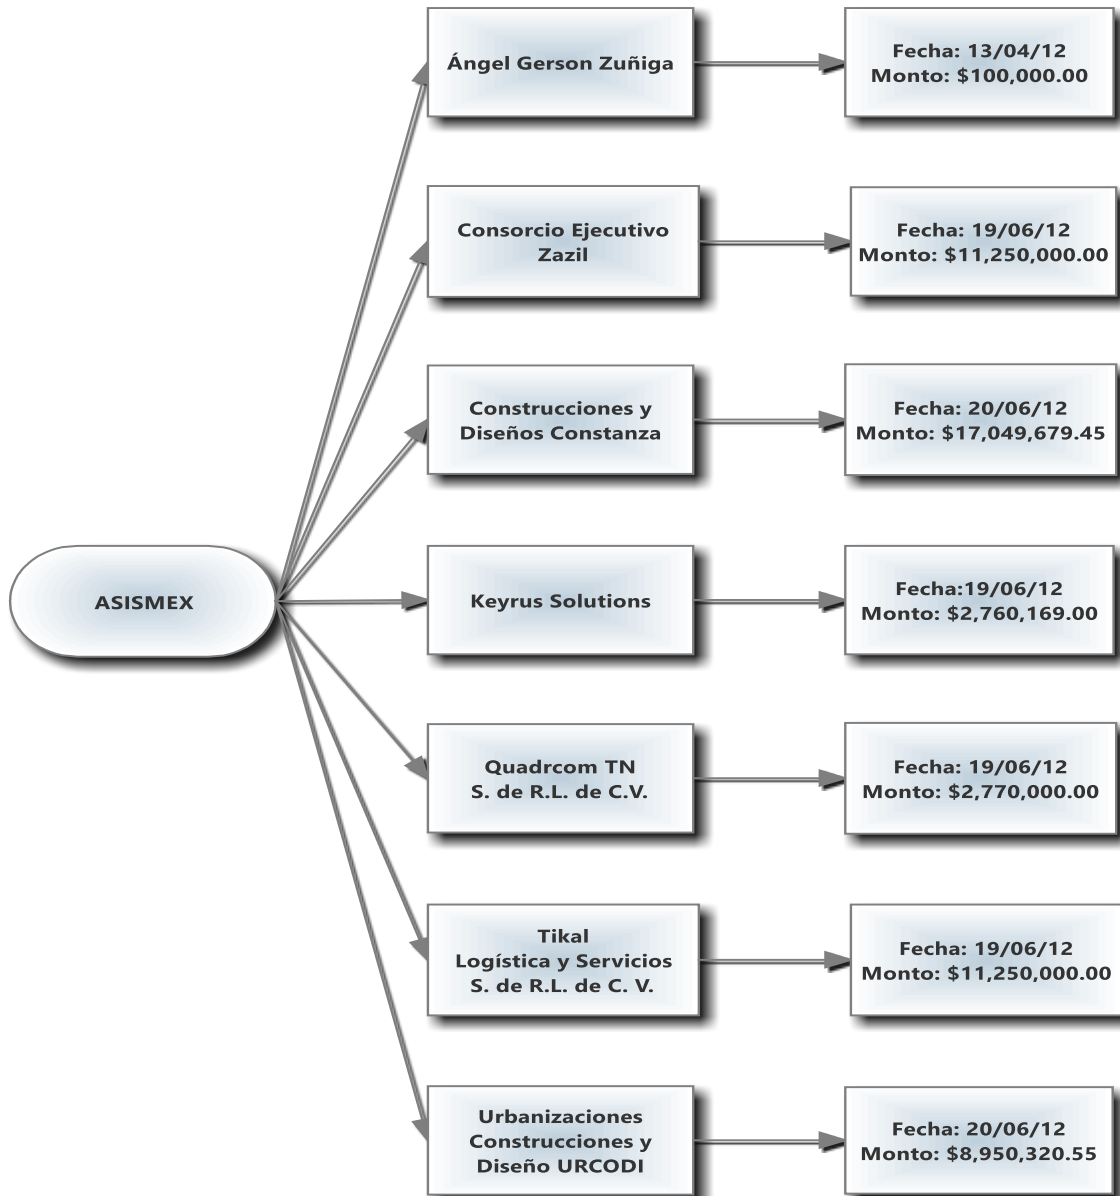 Ángel Gerson Zuñiga
Fecha: 13/04/12
Monto: $100,000.00
Consorcio Ejecutivo
Zazil
Fecha: 19/06/12
Monto: $11,250,000.00
Construcciones y
Diseños Constanza
Fecha: 20/06/12
Monto: $17,049,679.45
ASISMEX
Keyrus Solutions
Fecha:19/06/12
Monto: $2,760,169.00
Quadrcom TN
S. de R.L. de C.V.
Fecha: 19/06/12
Monto: $2,770,000.00
Tikal
Logística y Servicios
S. de R.L. de C. V.
Fecha: 19/06/12
Monto: $11,250,000.00
Urbanizaciones
Construcciones y
Diseño URCODI
Fecha: 20/06/12
Monto: $8,950,320.55